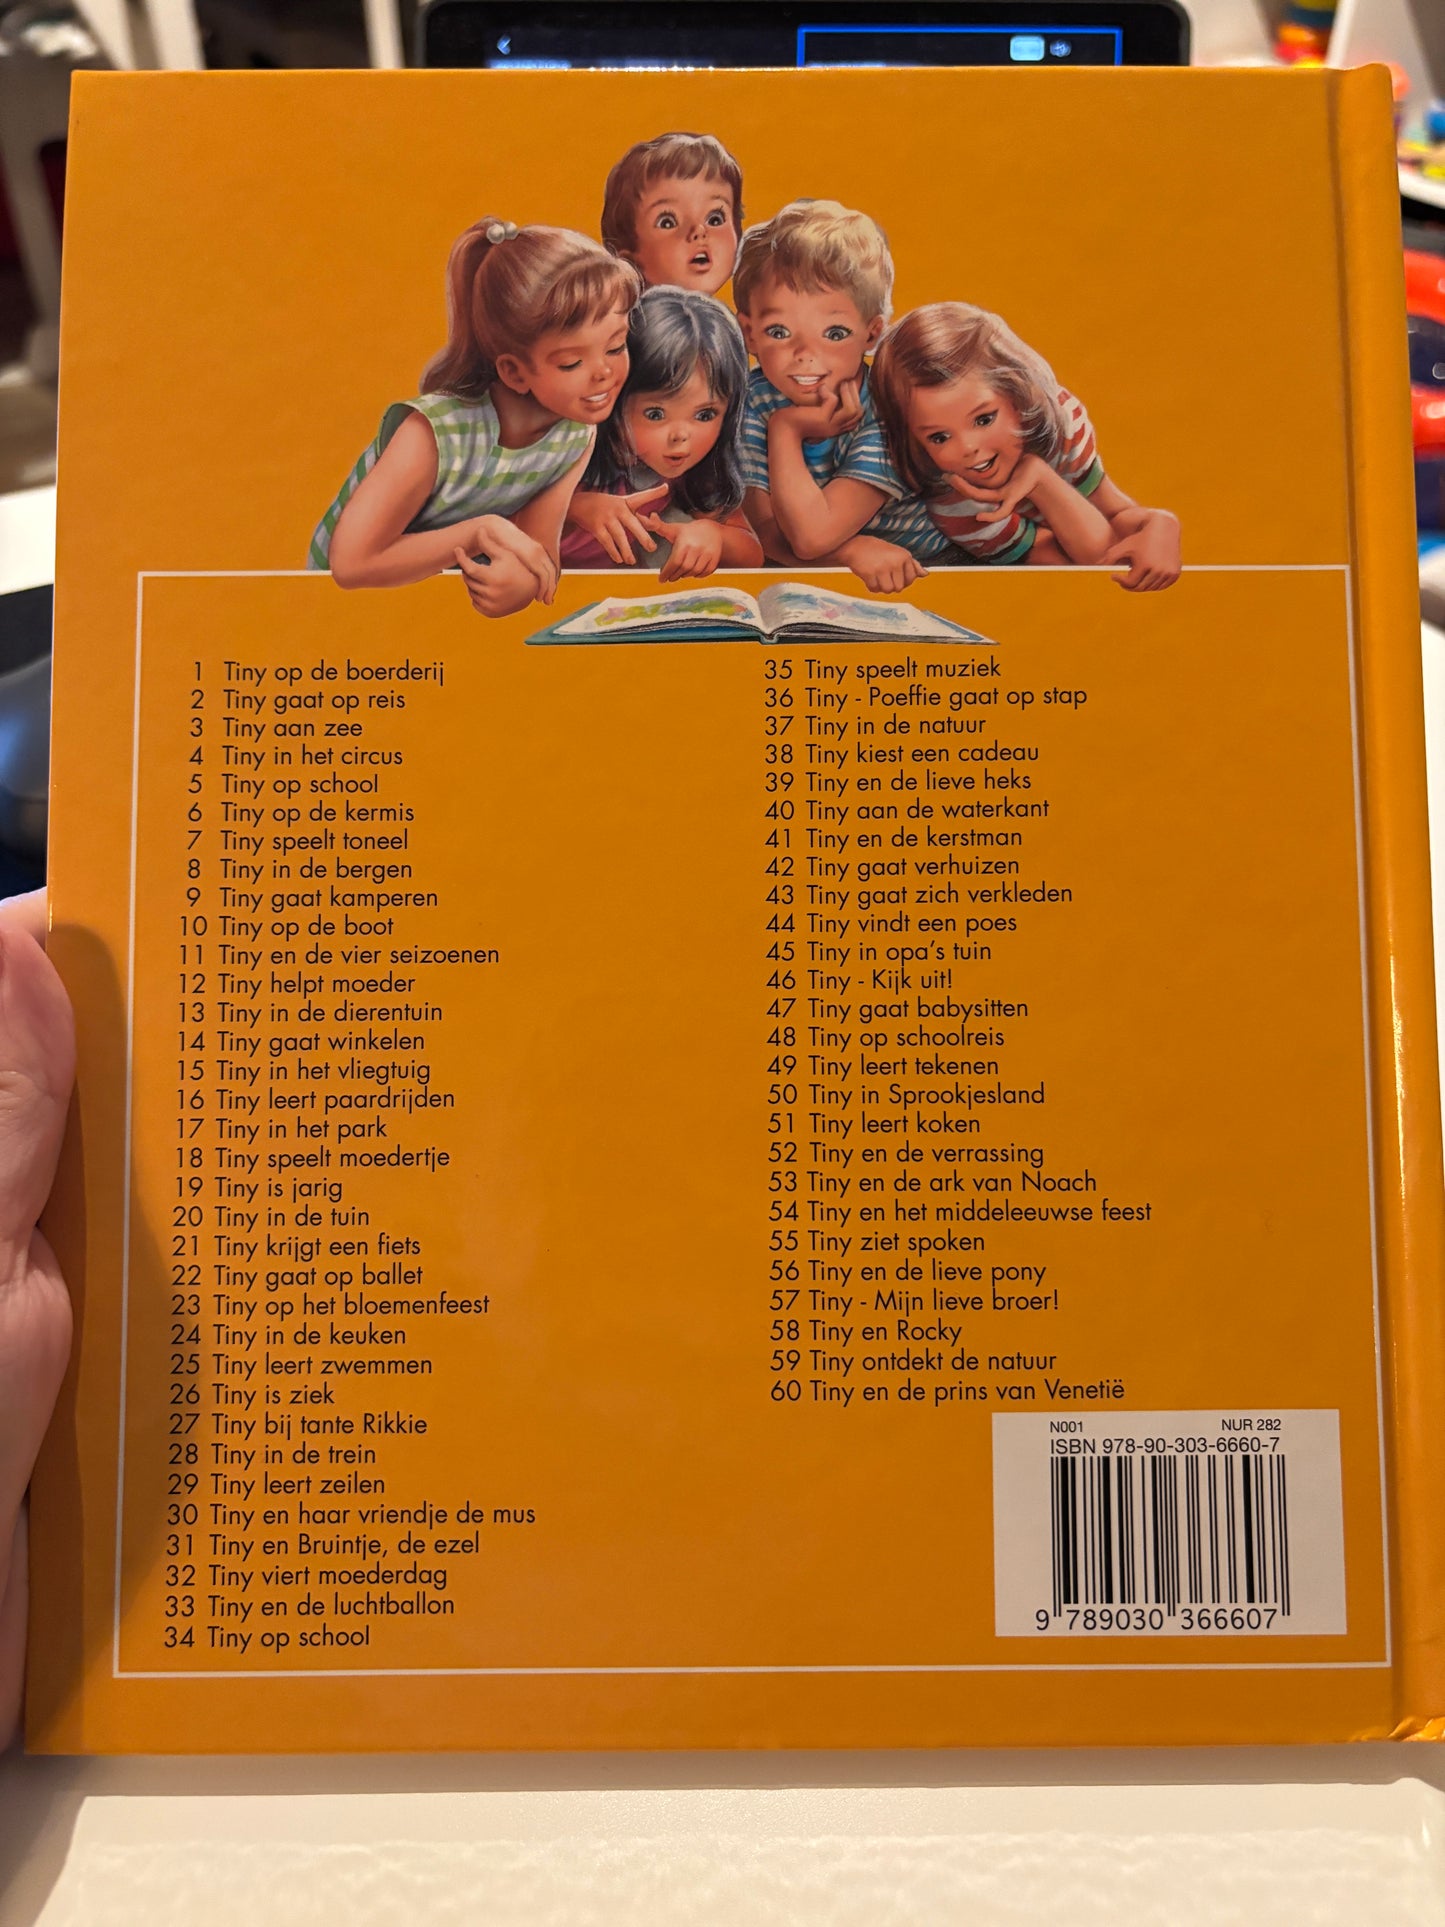 1 Tiny op de boerderij
2 Tiny gaat op reis
3 Tiny aan zee
4 Tiny in het circus
5 Tiny op school
6 Tiny op de kermis
7 Tiny speelt toneel
8 Tiny in de bergen
9 Tiny gaat kamperen
10 Tiny op de boot
11 Tiny en de vier seizoenen
12 Tiny helpt moeder
13 Tiny in de dierentuin
14 Tiny gaat winkelen
15 Tiny in het vliegtuig
16 Tiny leert paardrijden
17 Tiny in het park
18 Tiny speelt moedertje
19 Tiny is jarig
20 Tiny in de tuin
21 Tiny krijgt een fiets
22 Tiny gaat op ballet
23 Tiny op het bloemenfeest
24 Tiny in de keuken
25 Tiny leert zwemmen
26 Tiny is ziek
27 Tiny bij tante Rikkie
28 Tiny in de trein
29 Tiny leert zeilen
30 Tiny en haar vriendje de mus
31 Tiny en Bruintje, de ezel
32 Tiny viert moederdag
33 Tiny en de luchtballon
34 Tiny op school
35 Tiny speelt muziek
36 Tiny - Poeffie gaat op stap
37 Tiny in de natuur
38 Tiny kiest een cadeau
39 Tiny en de lieve heks
40 Tiny aan de waterkant
41 Tiny en de kerstman
42 Tiny gaat verhuizen
43 Tiny gaat zich verkleden
44 Tiny vindt een poes
45 Tiny in opa's tuin
46 Tiny - Kijk uit!
47 Tiny gaat babysitten
48 Tiny op schoolreis
49 Tiny leert tekenen
50 Tiny in Sprookjesland
51 Tiny leert koken
52 Tiny en de verrassing
53 Tiny en de ark van Noach
54 Tiny en het middeleeuwse feest
55 Tiny ziet spoken
56 Tiny en de lieve pony
57 Tiny - Mijn lieve broer!
58 Tiny en Rocky
59 Tiny ontdekt de natuur
60 Tiny en de prins van Venetië
N001 NUR 282
ISBN 978-90-303-6660-7
9 789030 366607